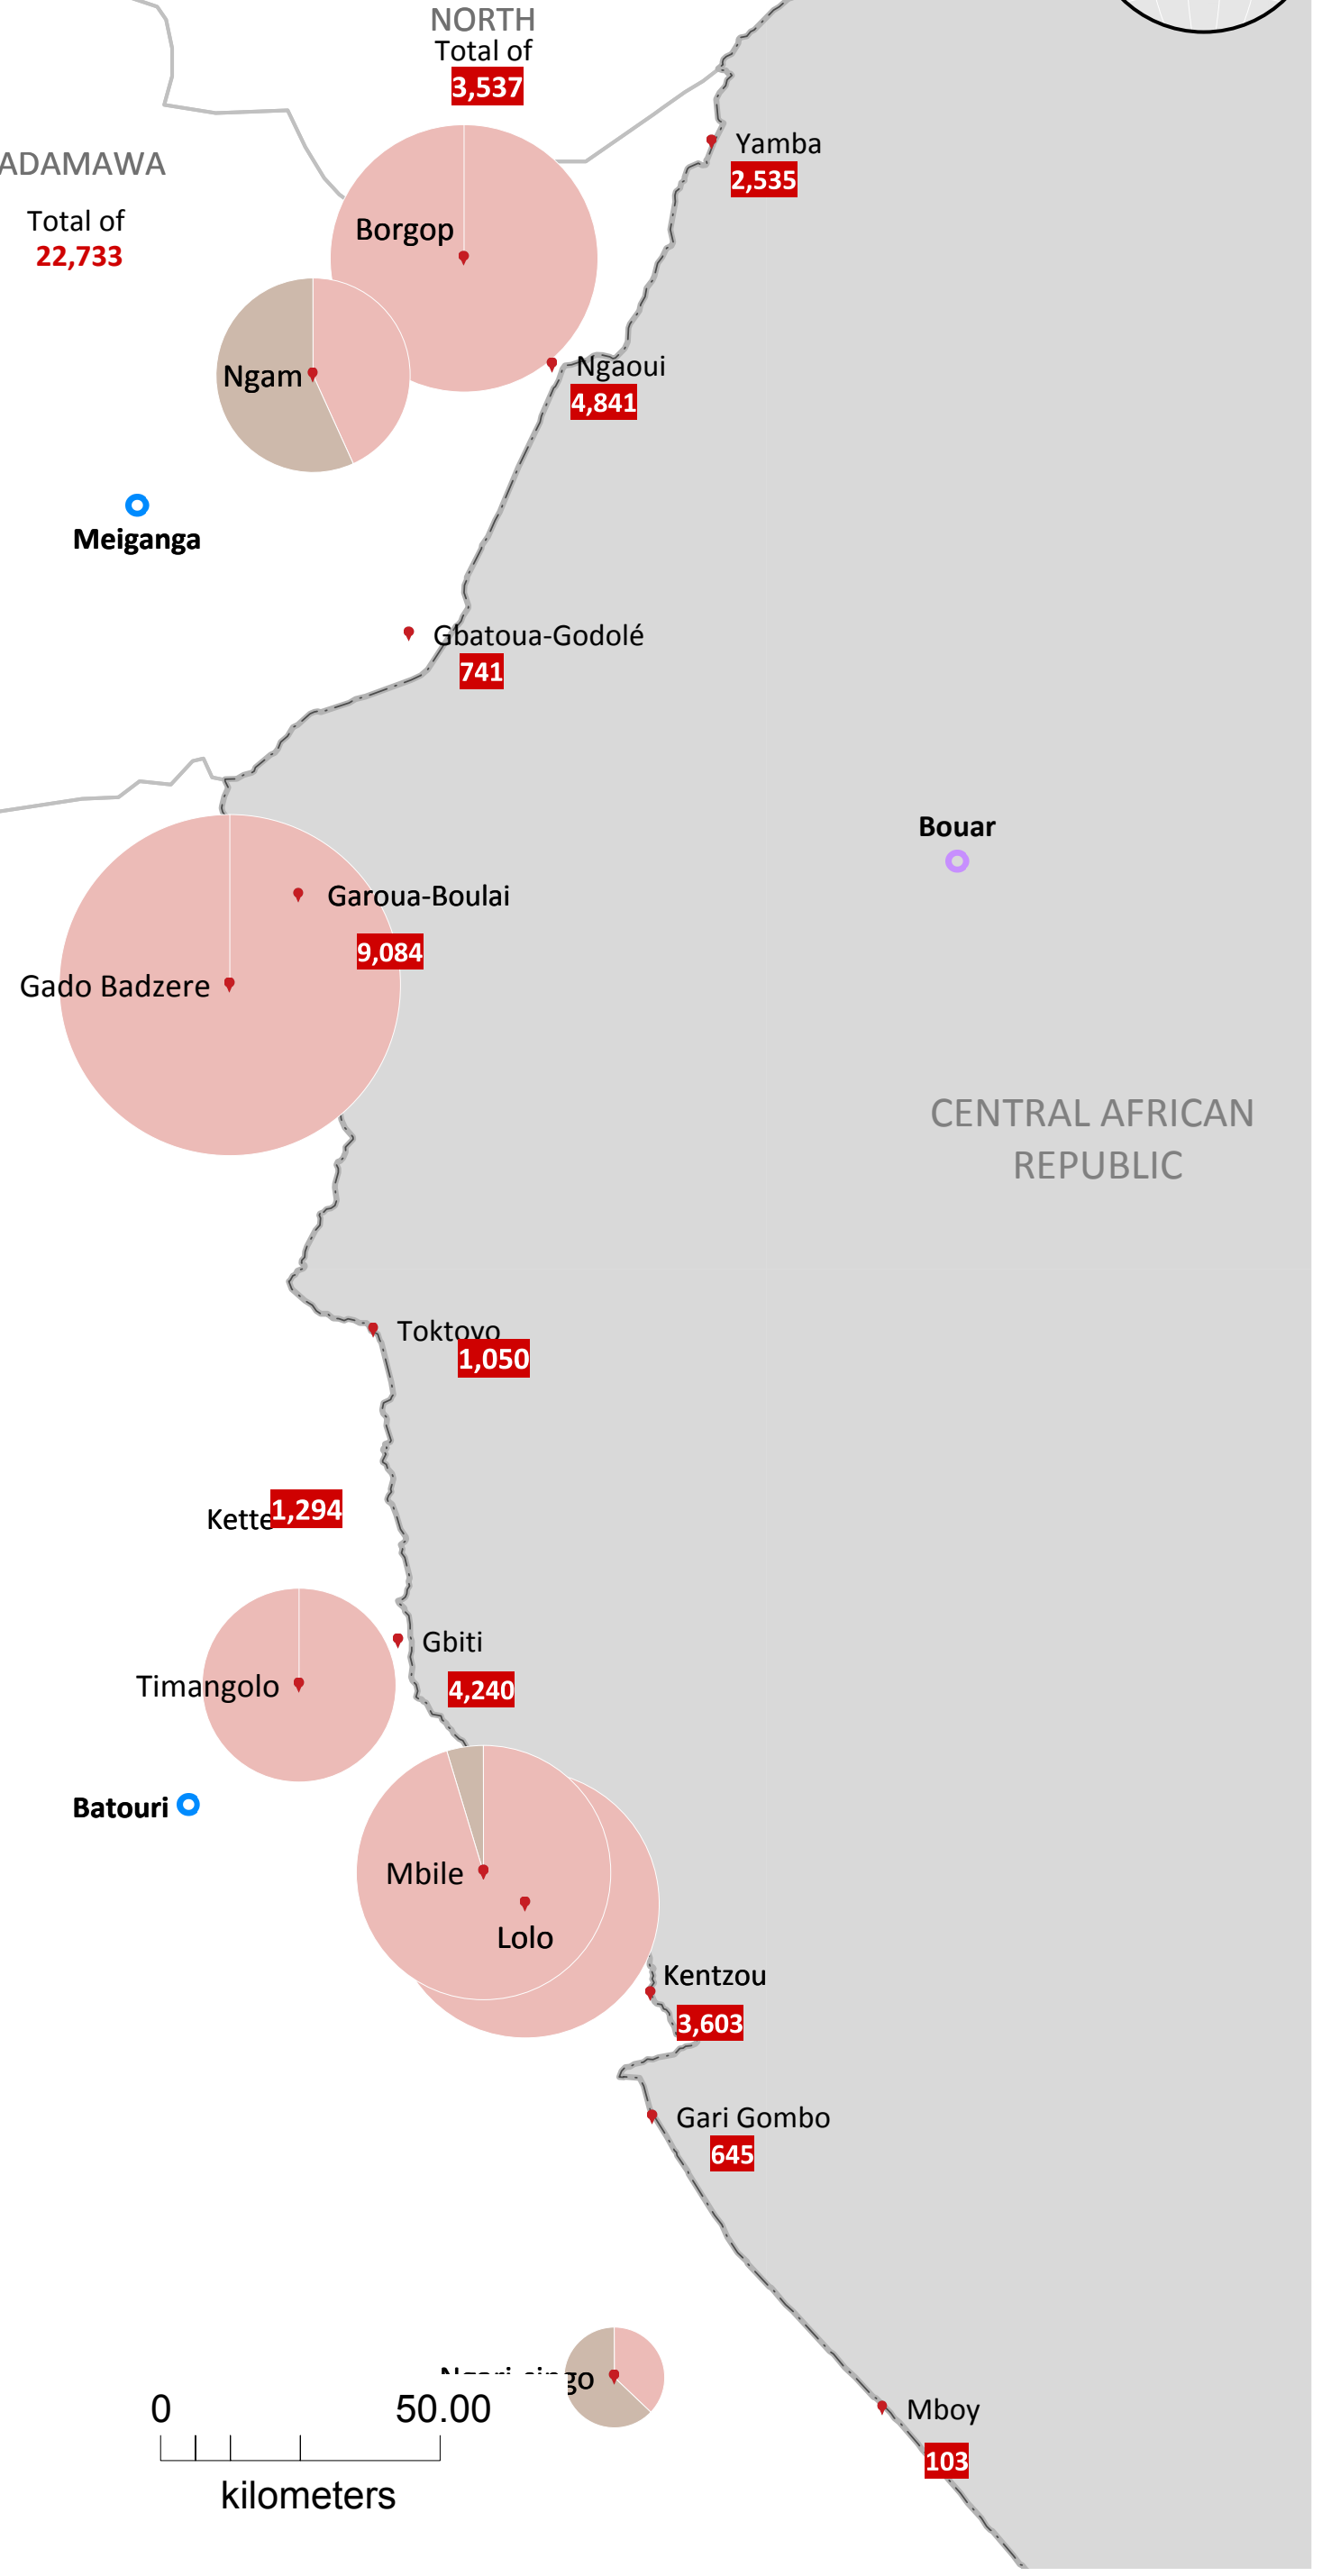 NORTH
Total of
3,537
Yamba
2,535
ADAMAWA
Total of
22,733
Borgop
Ngaoui
4,841
Ngam
Meiganga
Gbatoua-Godolé
741
Bouar
Garoua-Boulai
9,084
Gado Badzere
CENTRAL AFRICAN
REPUBLIC
Toktoyo
1,050
Kette
1,294
Gbiti
4,240
Timangolo
Batouri
Mbile
Lolo
Kentzou
3,603
Gari Gombo
645
0
50.00
kilometers
Mboy
103